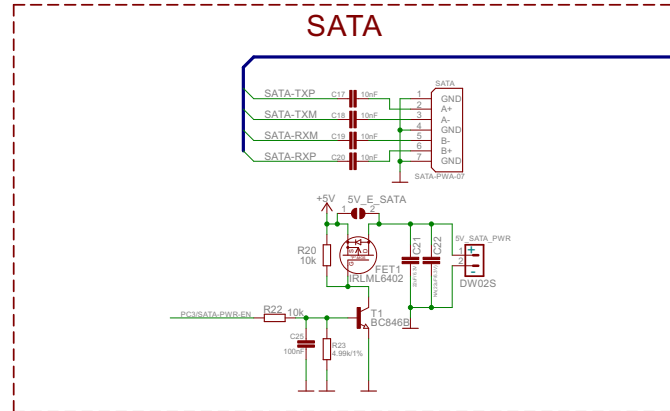 SATA
SATA-TXP C17 10nF
SATA-TXM C18 10nF
SATA-RXM C19 10nF
SATA-RXP C20 10nF
SATA
1 GND
2 A+
3 A-
4 GND
5 B-
6 B+
7 GND
SATA-PWA-07
+5V 5V_E_SATA
1 2
R20
10k
S D
G
FET1
IRLML6402
C21
C22
5V_SATA_PWR
1 +
2 -
DW02S
PC3/SATA-PWR-EN R22 10k
T1
BC846B
C25
100nF
R23
4.99k/1%